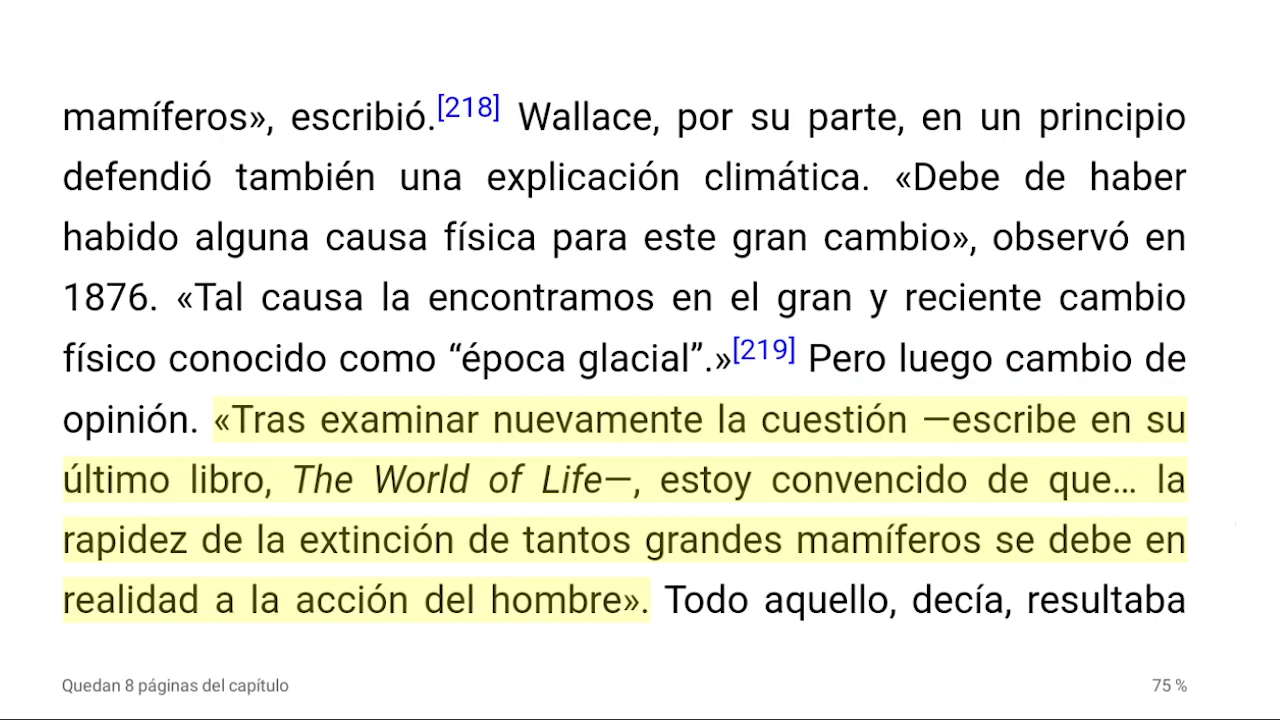 mamíferos», escribió.[218] Wallace, por su parte, en un principio
defendió también una explicación climática. «Debe de haber
habido alguna causa física para este gran cambio», observó en
1876. «Tal causa la encontramos en el gran y reciente cambio
físico conocido como “época glacial”.»[219] Pero luego cambio de
opinión. «Tras examinar nuevamente la cuestión —escribe en su
último libro, The World of Life—, estoy convencido de que… la
rapidez de la extinción de tantos grandes mamíferos se debe en
realidad a la acción del hombre». Todo aquello, decía, resultaba
Quedan 8 páginas del capítulo
75 %